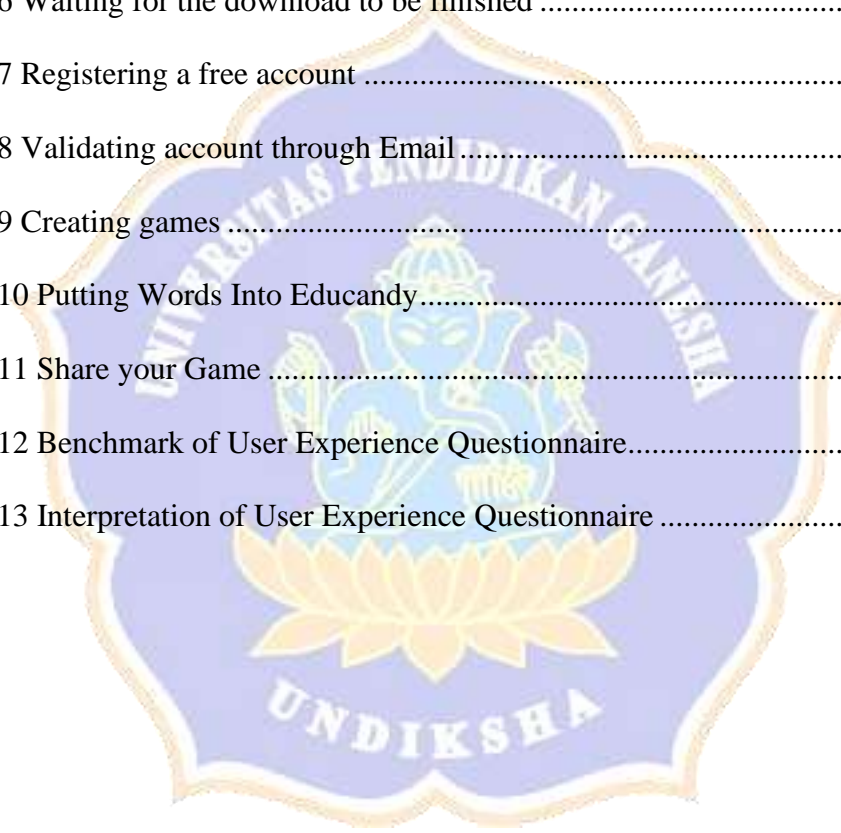 6 Waiting for the download to be finished ........................................
7 Registering a free account ...............................................................
8 Validating account through Email ..................................................
9 Creating games ................................................................................
10 Putting Words Into Educandy.......................................................
11 Share your Game ...........................................................................
12 Benchmark of User Experience Questionnaire............................
13 Interpretation of User Experience Questionnaire ........................
UNIVERSITAS PENDIDIKAN GANESHA
UNDIKSHA